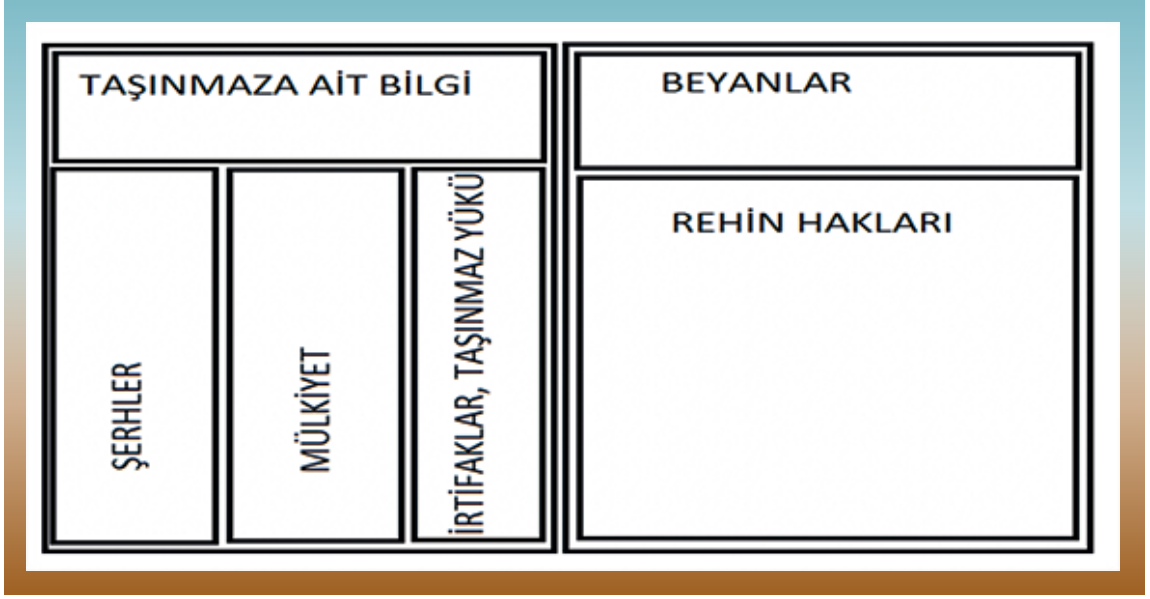 TAŞINMAZA AİT BİLGİ
ŞERHLER
MÜLKİYET
İRTİFAKLAR, TAŞINMAZ YÜKÜ
BEYANLAR
REHİN HAKLARI